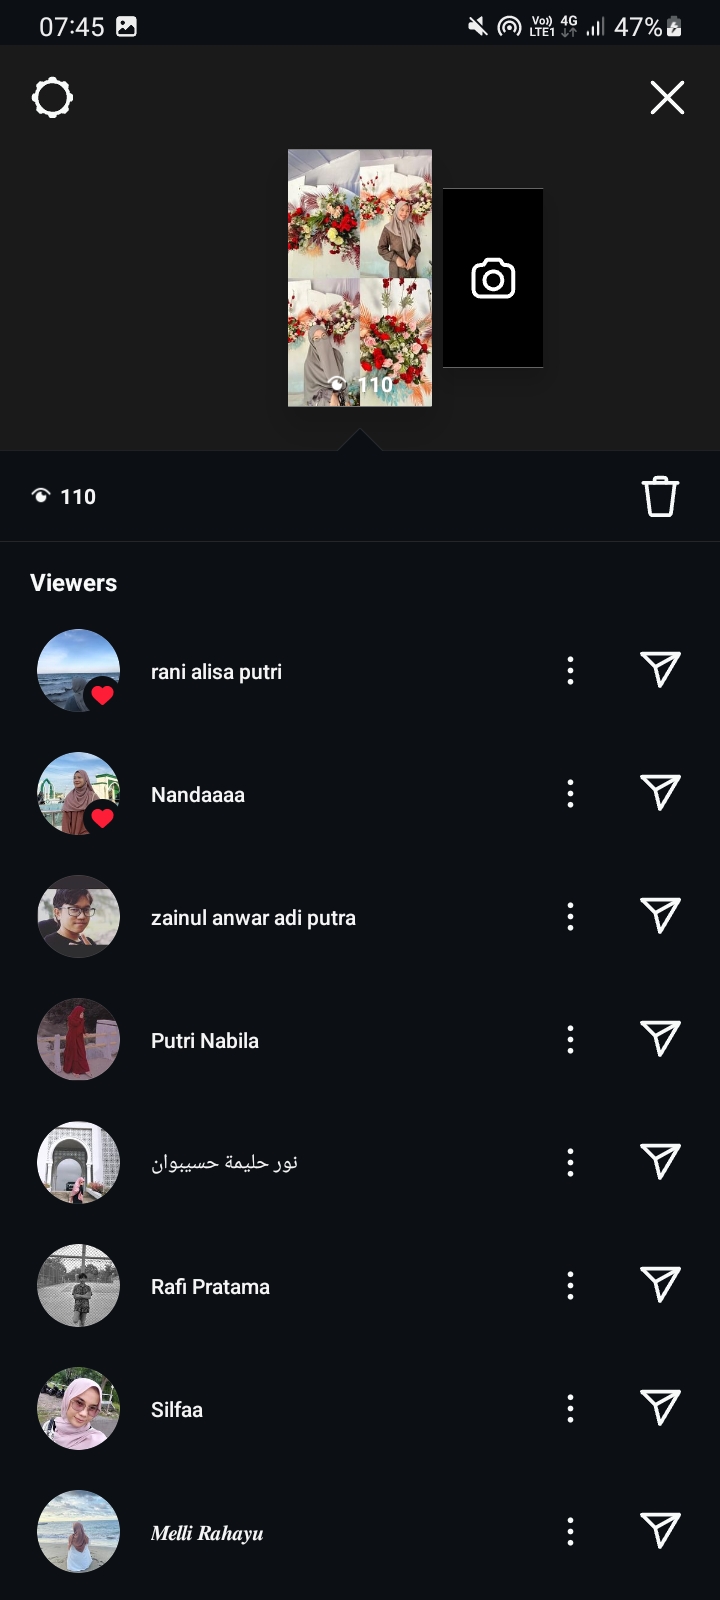 07:45
Vo))
LTE1
4G
47%
110
110
Viewers
rani alisa putri
Nandaaaa
zainul anwar adi putra
Putri Nabila
نور حليمة حسيبوان
Rafi Pratama
Silfaa
Melli Rahayu